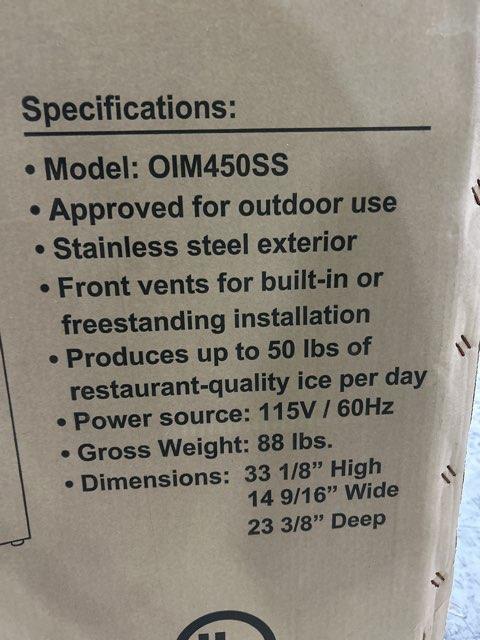 Specifications:
• Model: OIM450SS
• Approved for outdoor use
• Stainless steel exterior
• Front vents for built-in or
freestanding installation
• Produces up to 50 lbs of
restaurant-quality ice per day
• Power source: 115V / 60Hz
• Gross Weight: 88 lbs.
• Dimensions: 33 1/8” High
14 9/16” Wide
23 3/8” Deep